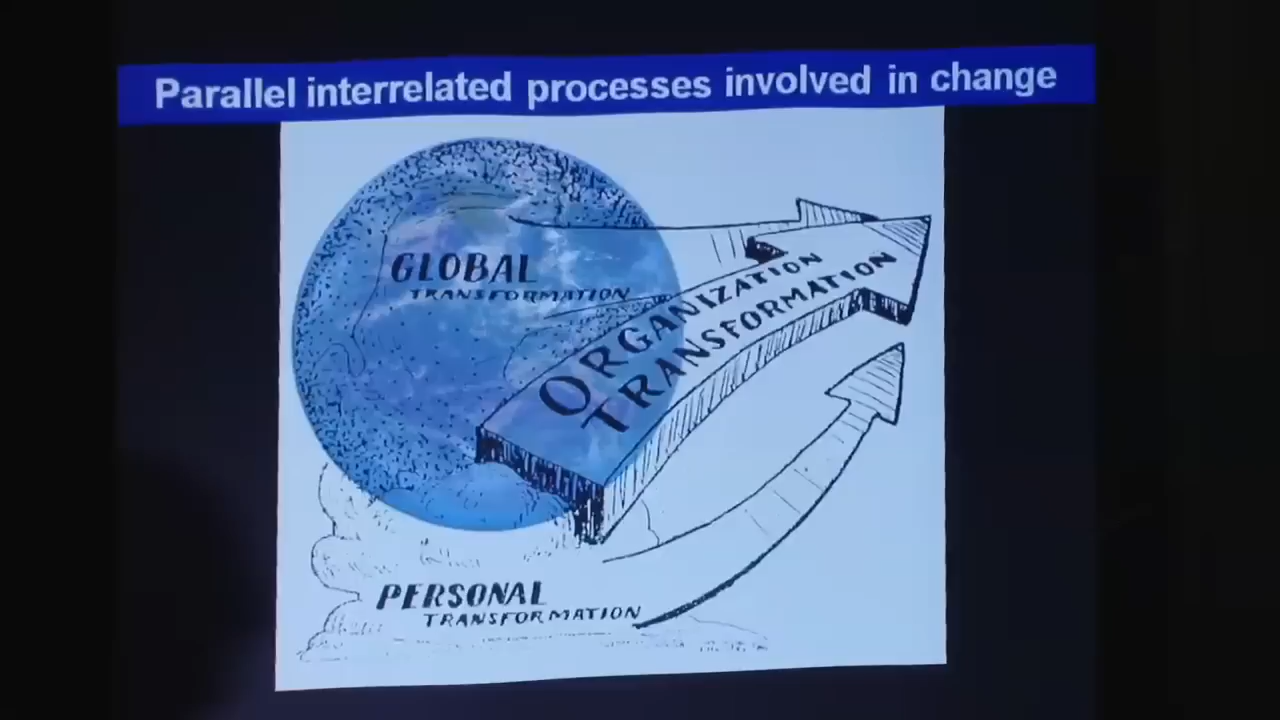 Parallel interrelated processes involved in change
GLOBAL
TRANSFORMATION
ORGANIZATION
TRANSFORMATION
PERSONAL
TRANSFORMATION